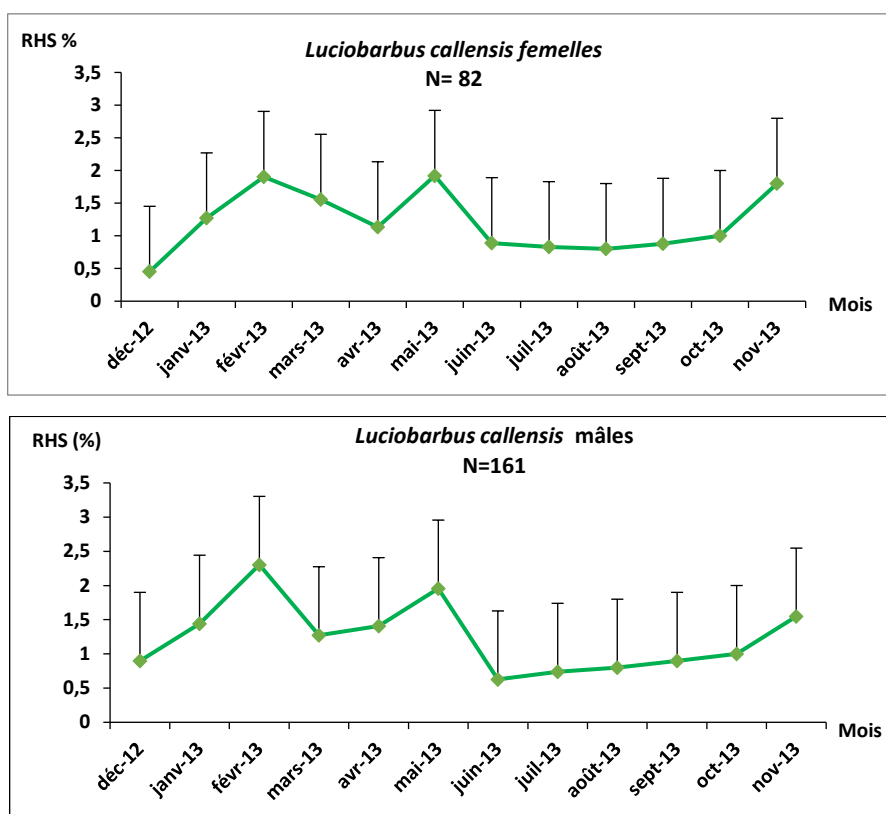 RHS %
Luciobarbus callensis femelles
N= 82
3,5
3
2,5
2
1,5
1
0,5
0
Mois
déc-12
janv-13
févr-13
mars-13
avr-13
mai-13
juin-13
juil-13
août-13
sept-13
oct-13
nov-13
RHS (%)
Luciobarbus callensis mâles
N=161
3,5
3
2,5
2
1,5
1
0,5
0
Mois
déc-12
janv-13
févr-13
mars-13
avr-13
mai-13
juin-13
juil-13
août-13
sept-13
oct-13
nov-13